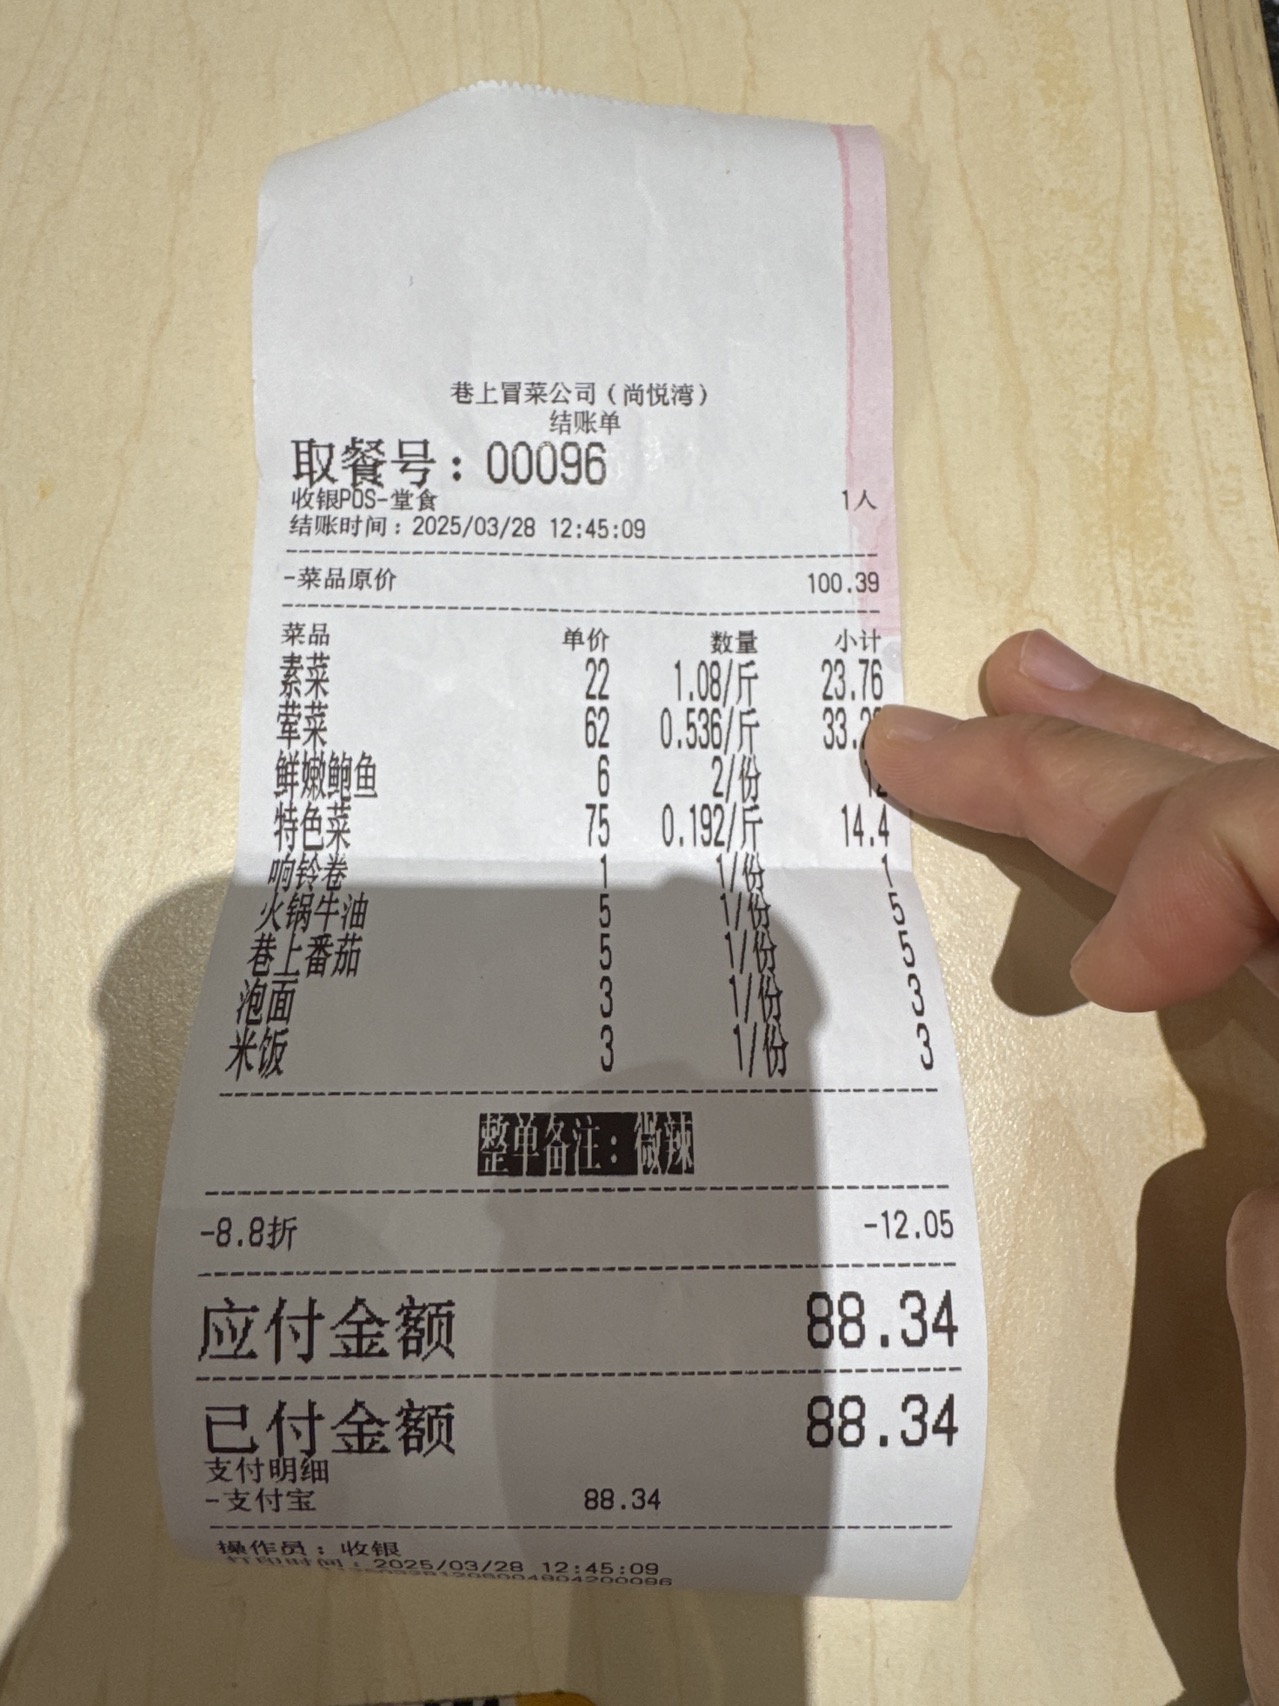 巷上冒菜公司（尚悦湾）
结账单
取餐号：00096
收银POS-堂食 1人
结账时间：2025/03/28 12:45:09
-菜品原价 100.39
菜品 单价 数量 小计
素菜 22 1.08/斤 23.76
荤菜 62 0.536/斤
鲜嫩鲍鱼 6 2/份 12
特色菜 75 0.192/斤 14.4
响铃卷 1 1/份 1
火锅牛油 5 1/份 5
巷上番茄 5 1/份 5
泡面 3 1/份 3
米饭 3 1/份 3
整单备注：微辣
-8.8折 -12.05
应付金额 88.34
已付金额 88.34
支付明细
-支付宝 88.34
操作员：收银
打印时间：2025/03/28 12:45:09